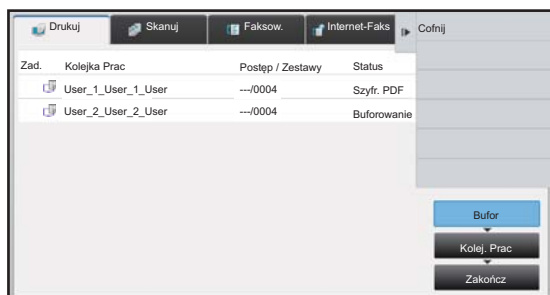 Drukuj Skanuj Faksow. Internet-Faks Cofnij
Zad. Kolejka Prac Postęp / Zestawy Status
User_1_User_1_User ---/0004 Szyfr. PDF
User_2_User_2_User ---/0004 Buforowanie
Bufor
Kolej. Prac
Zakończ